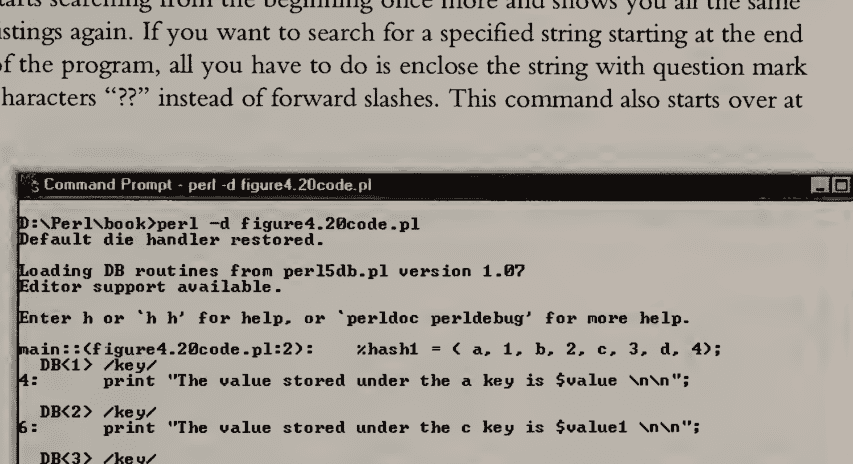 tarts searching from the beginning once more and shows you all the same
istings again. If you want to search for a specified string starting at the end
of the program, all you have to do is enclose the string with question mark
haracters “??” instead of forward slashes. This command also starts over at
Command Prompt - perl -d figure4.20code.pl
D:\Perl\book>perl -d figure4.20code.pl
Default die handler restored.
Loading DB routines from perl5db.pl version 1.07
Editor support available.
Enter h or `h h' for help, or `perldoc perldebug' for more help.
main::(figure4.20code.pl:2):    %hash1 = ( a, 1, b, 2, c, 3, d, 4);
DB<1> /key/
4:      print "The value stored under the a key is $value \n\n";
DB<2> /key/
6:      print "The value stored under the c key is $value1 \n\n";
DB<3> /key/